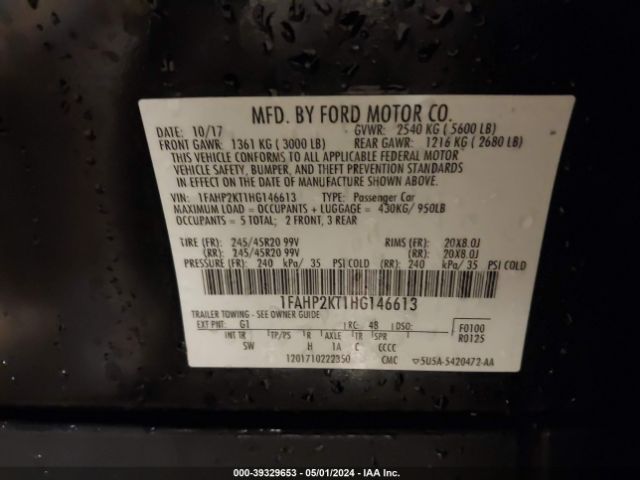 MFD. BY FORD MOTOR CO.
DATE: 10/17 GVWR: 2540 KG ( 5600 LB)
FRONT GAWR: 1361 KG ( 3000 LB) REAR GAWR: 1216 KG ( 2680 LB)
THIS VEHICLE CONFORMS TO ALL APPLICABLE FEDERAL MOTOR
VEHICLE SAFETY, BUMPER, AND THEFT PREVENTION STANDARDS
IN EFFECT ON THE DATE OF MANUFACTURE SHOWN ABOVE.
VIN: 1FAHP2KT1HG146613 TYPE: Passenger Car
MAXIMUM LOAD = OCCUPANTS + LUGGAGE = 430KG/ 950LB
OCCUPANTS = 5 TOTAL; 2 FRONT, 3 REAR
TIRE (FR): 245/45R20 99V RIMS (FR): 20X8.0J
(RR): 245/45R20 99V (RR): 20X8.0J
PRESSURE (FR): 240 kPa/ 35 PSI COLD (RR): 240 kPa/ 35 PSI COLD
1FAHP2KT1HG146613
TRAILER TOWING - SEE OWNER GUIDE
EXT PNT: G1 RC: 48 DSO: F0100
R0125
INT TR TP/PS R AXLE TR SPR
SW H 1A C CCCC
1201710222350 CMC 5U5A-5420472-AA
000-39329653 - 05/01/2024 - IAA Inc.